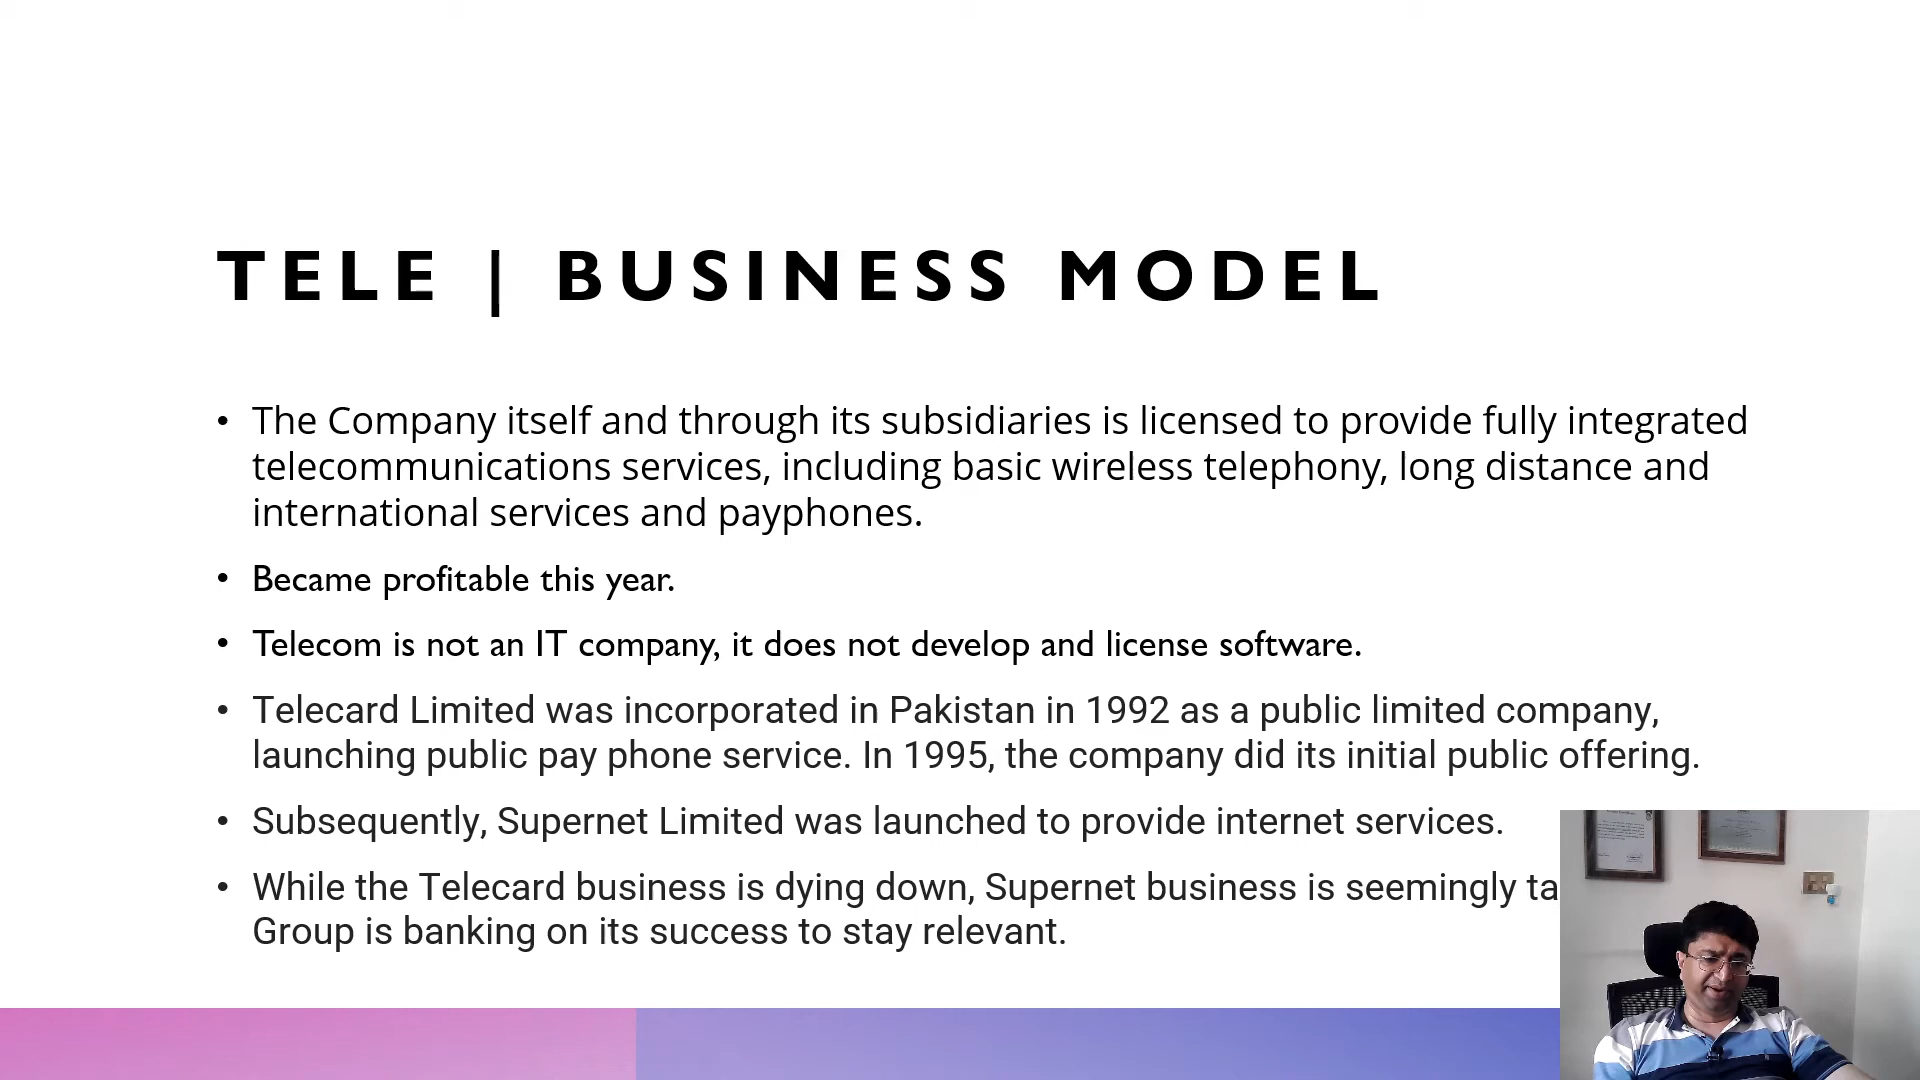 TELE | BUSINESS MODEL
• The Company itself and through its subsidiaries is licensed to provide fully integrated
telecommunications services, including basic wireless telephony, long distance and
international services and payphones.
• Became profitable this year.
• Telecom is not an IT company, it does not develop and license software.
• Telecard Limited was incorporated in Pakistan in 1992 as a public limited company,
launching public pay phone service. In 1995, the company did its initial public offering.
• Subsequently, Supernet Limited was launched to provide internet services.
• While the Telecard business is dying down, Supernet business is seemingly ta
Group is banking on its success to stay relevant.